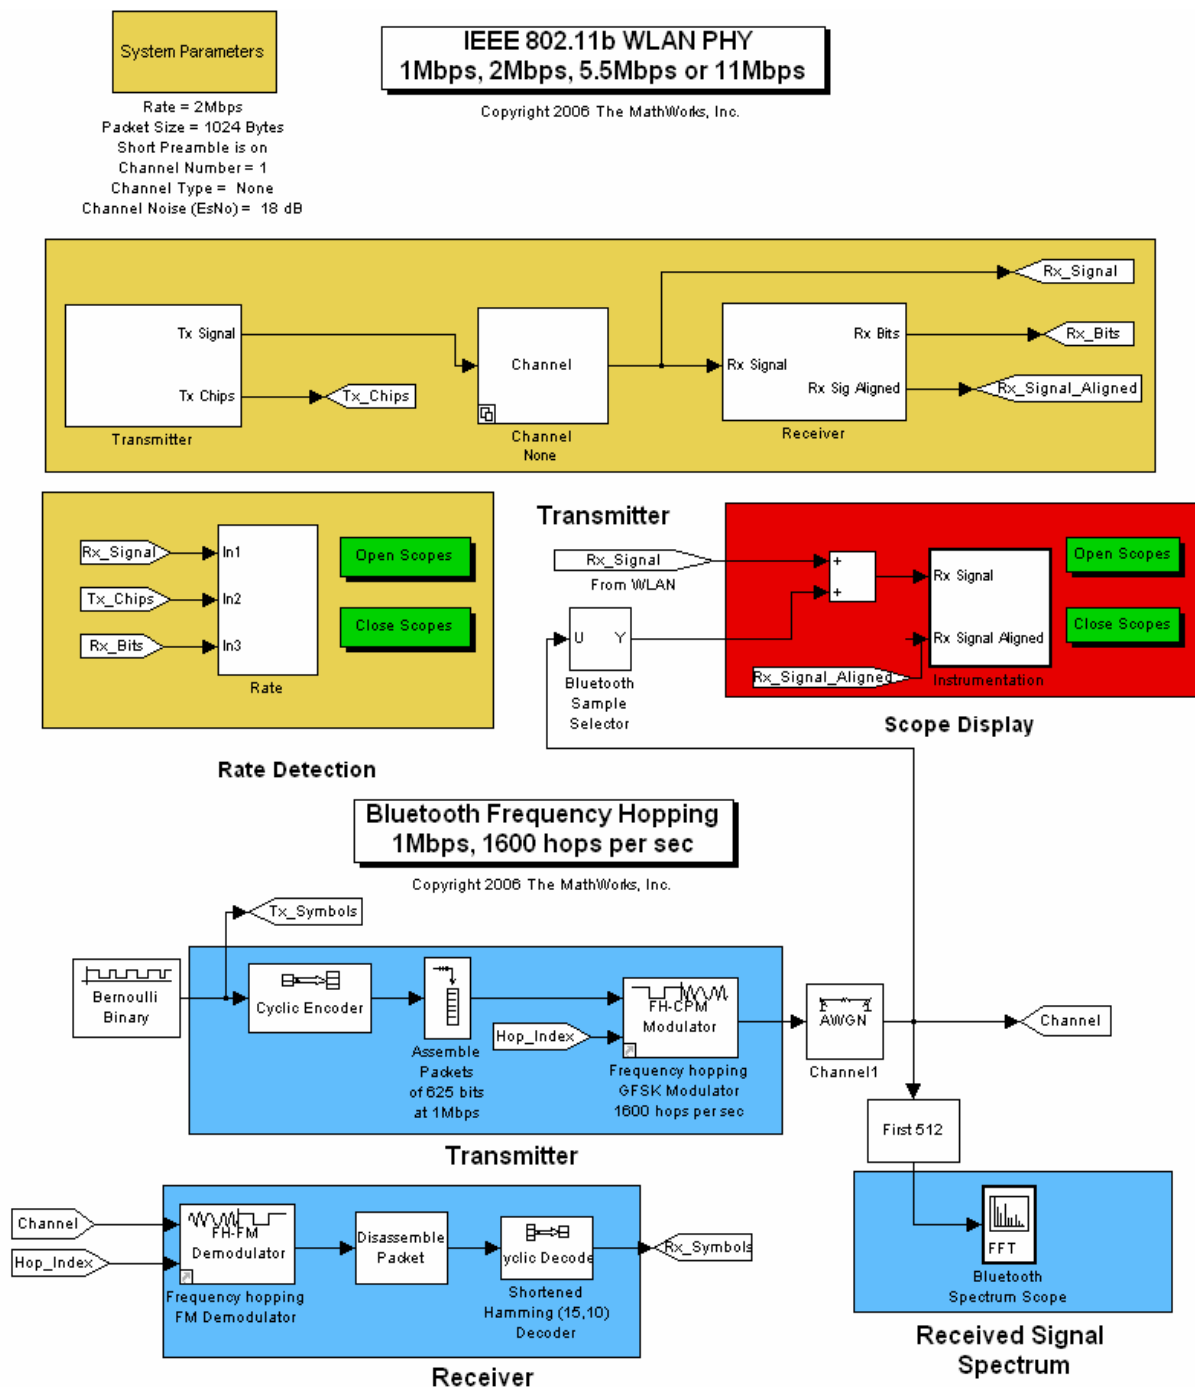 System Parameters
IEEE 802.11b WLAN PHY
1Mbps, 2Mbps, 5.5Mbps or 11Mbps
Copyright 2006 The MathWorks, Inc.
Rate = 2Mbps
Packet Size = 1024 Bytes
Short Preamble is on
Channel Number = 1
Channel Type = None
Channel Noise (EsNo) = 18 dB
Tx Signal
Tx Chips
Transmitter
Tx_Chips
Channel
Channel
None
Rx Signal
Rx Bits
Rx Sig Aligned
Receiver
Rx_Signal
Rx_Bits
Rx_Signal_Aligned
Rx_Signal
Tx_Chips
Rx_Bits
In1
In2
In3
Rate
Open Scopes
Close Scopes
Rate Detection
Transmitter
Rx_Signal
From WLAN
U Y
Bluetooth
Sample
Selector
+
+
Rx Signal
Rx Signal Aligned
Rx_Signal_Aligned
Instrumentation
Open Scopes
Close Scopes
Scope Display
Bluetooth Frequency Hopping
1Mbps, 1600 hops per sec
Copyright 2006 The MathWorks, Inc.
Tx_Symbols
Bernoulli
Binary
Cyclic Encoder
Assemble
Packets
of 625 bits
at 1Mbps
Hop_Index
FH-CPM
Modulator
Frequency hopping
GFSK Modulator
1600 hops per sec
Transmitter
AWGN
Channel1
Channel
First 512
FFT
Bluetooth
Spectrum Scope
Received Signal
Spectrum
Channel
Hop_Index
FH-FM
Demodulator
Frequency hopping
FM Demodulator
Disassemble
Packet
yclic Decode
Shortened
Hamming (15,10)
Decoder
Rx_Symbols
Receiver